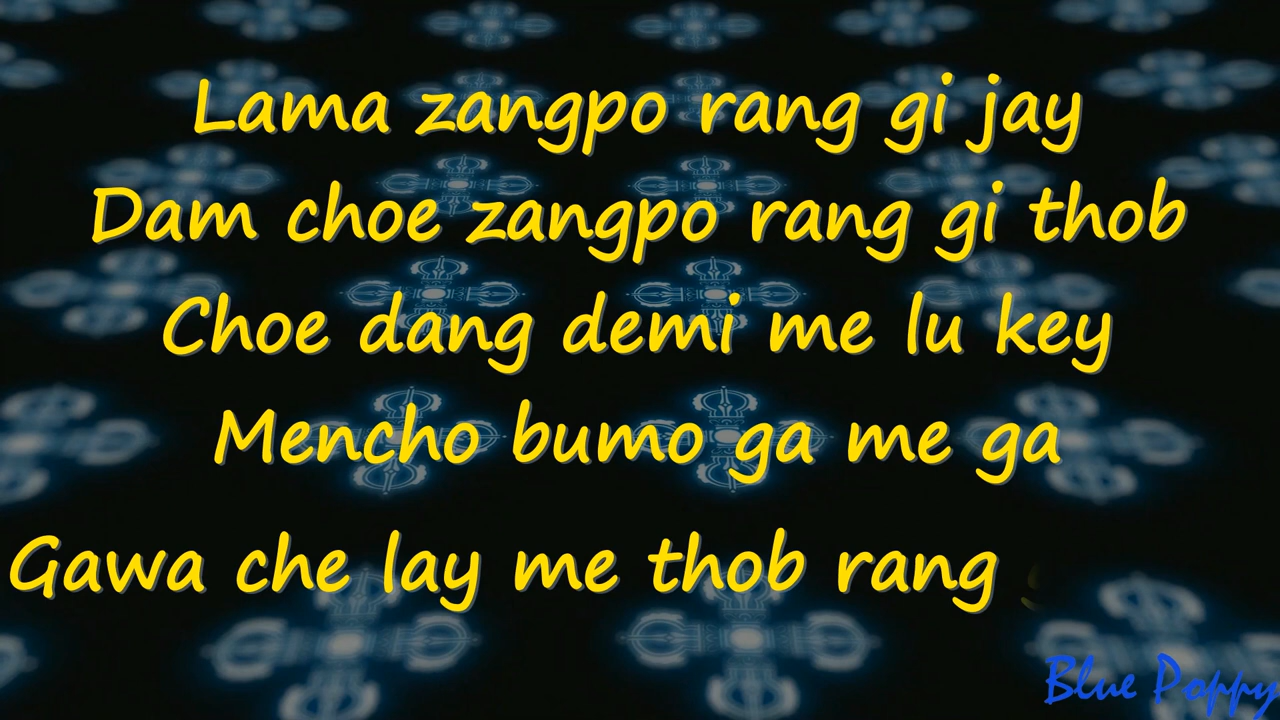 Lama zangpo rang gi jay
Dam choe zangpo rang gi thob
Choe dang demi me lu key
Mencho bumo ga me ga
Gawa che lay me thob rang
Blue Poppy